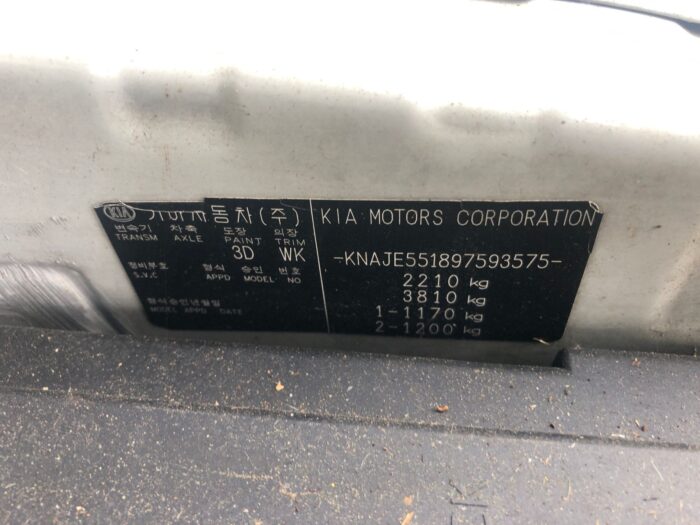 KIA 기아자동차(주)
변속기 차축 도장 의장
TRANSM AXLE PAINT TRIM
3D WK
정비부호 형식 승인 번호
S.V.C APPD MODEL NO
형식승인년월일
MODEL APPD DATE
KIA MOTORS CORPORATION
-KNAJE551897593575-
2210 kg
3810 kg
1-1170 kg
2-1200 kg